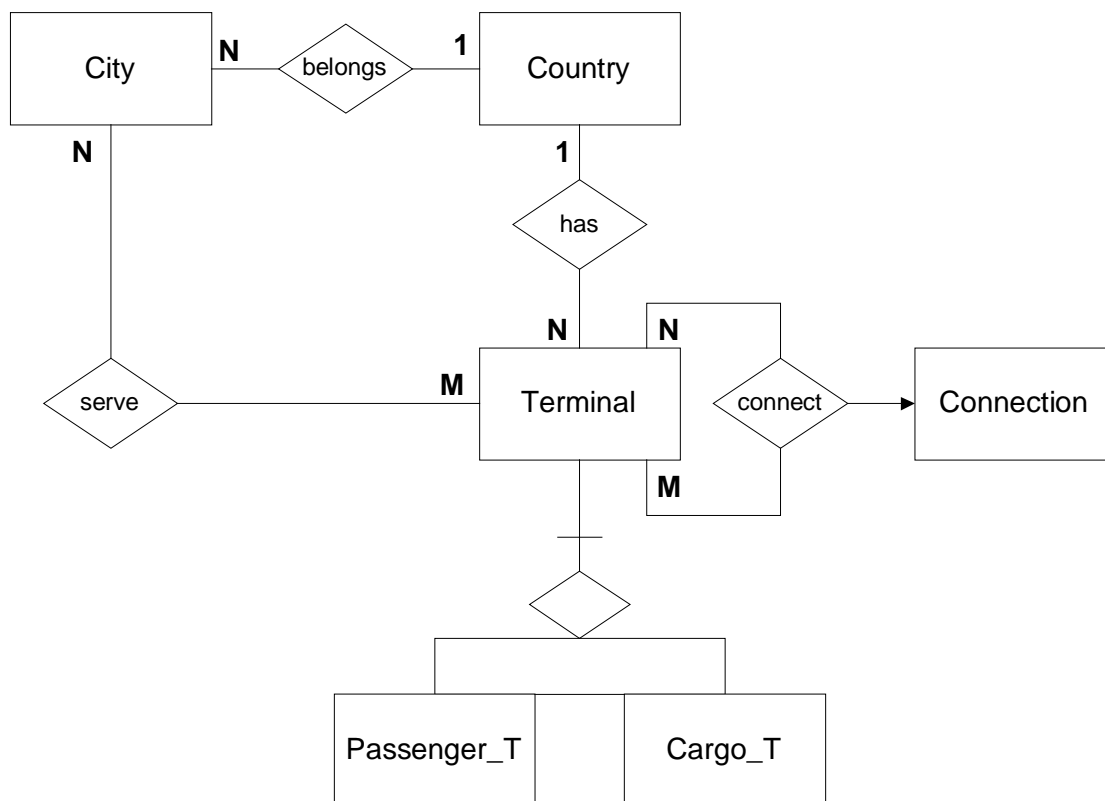 City
N
belongs
1
Country
N
1
has
N
N
serve
M
Terminal
connect
Connection
M
Passenger_T
Cargo_T